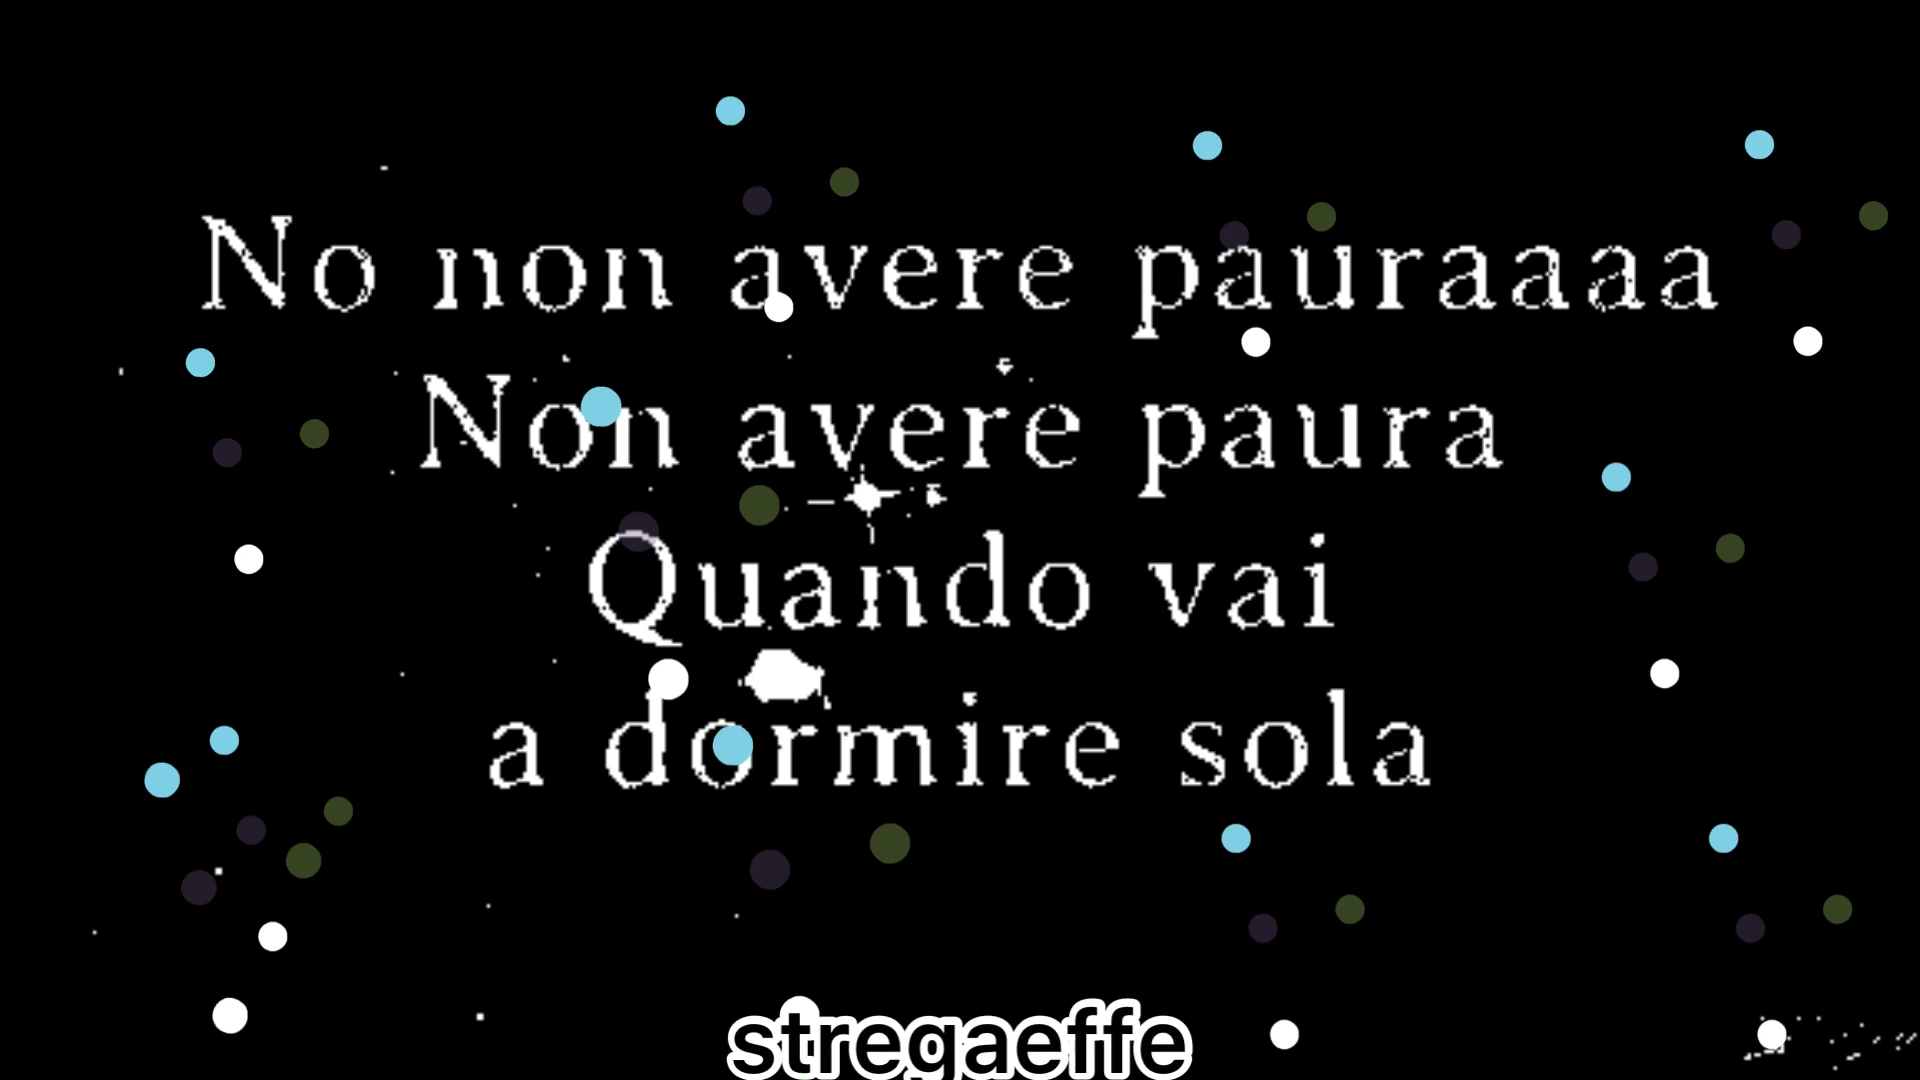 No non avere pauraaaa
Non avere paura
Quando vai
a dormire sola
stregaeffe